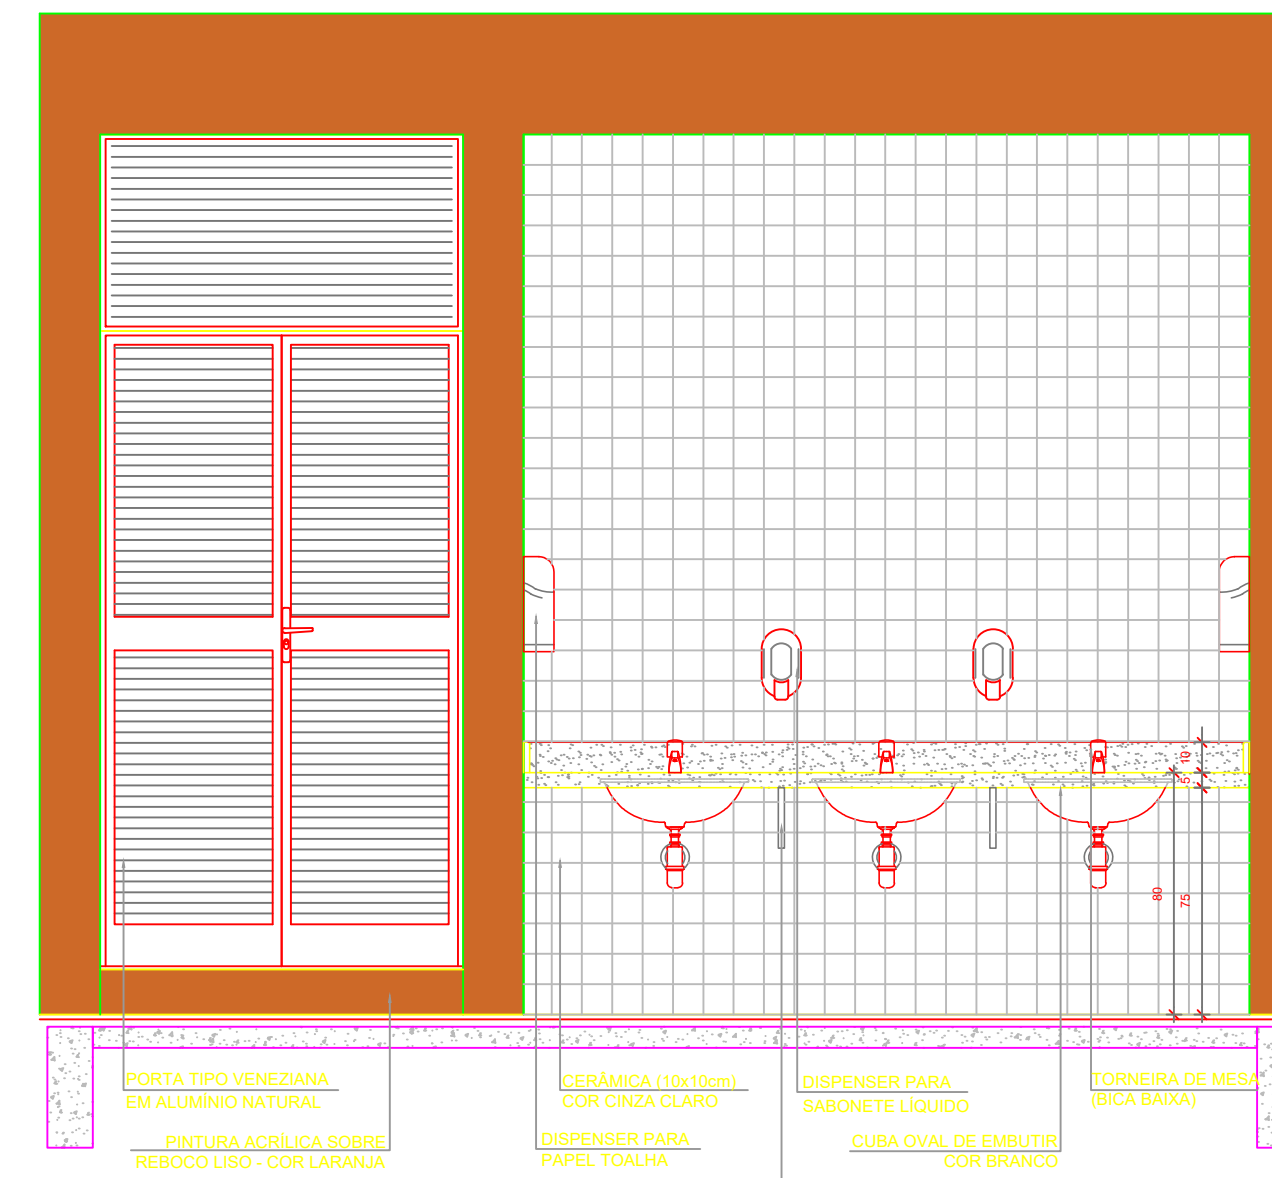 10
5
80
75
PORTA TIPO VENEZIANA
EM ALUMÍNIO NATURAL
PINTURA ACRÍLICA SOBRE
REBOCO LISO - COR LARANJA
CERÂMICA (10x10cm)
COR CINZA CLARO
DISPENSER PARA
PAPEL TOALHA
DISPENSER PARA
SABONETE LÍQUIDO
CUBA OVAL DE EMBUTIR
COR BRANCO
TORNEIRA DE MESA
(BICA BAIXA)